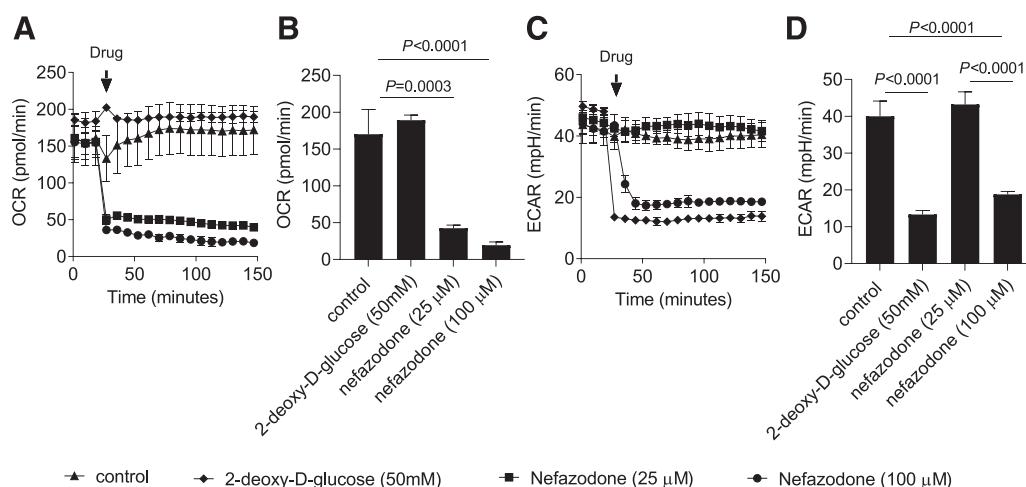 A
Drug
OCR (pmol/min)
250
200
150
100
50
0
0 50 100 150
Time (minutes)
B
P<0.0001
P=0.0003
OCR (pmol/min)
250
200
150
100
50
0
control
2-deoxy-D-glucose (50mM)
nefazodone (25 μM)
nefazodone (100 μM)
C
Drug
ECAR (mpH/min)
60
40
20
0
0 50 100 150
Time (minutes)
D
P<0.0001
P<0.0001
P<0.0001
ECAR (mpH/min)
50
40
30
20
10
0
control
2-deoxy-D-glucose (50mM)
nefazodone (25 μM)
nefazodone (100 μM)
control
2-deoxy-D-glucose (50mM)
Nefazodone (25 μM)
Nefazodone (100 μM)